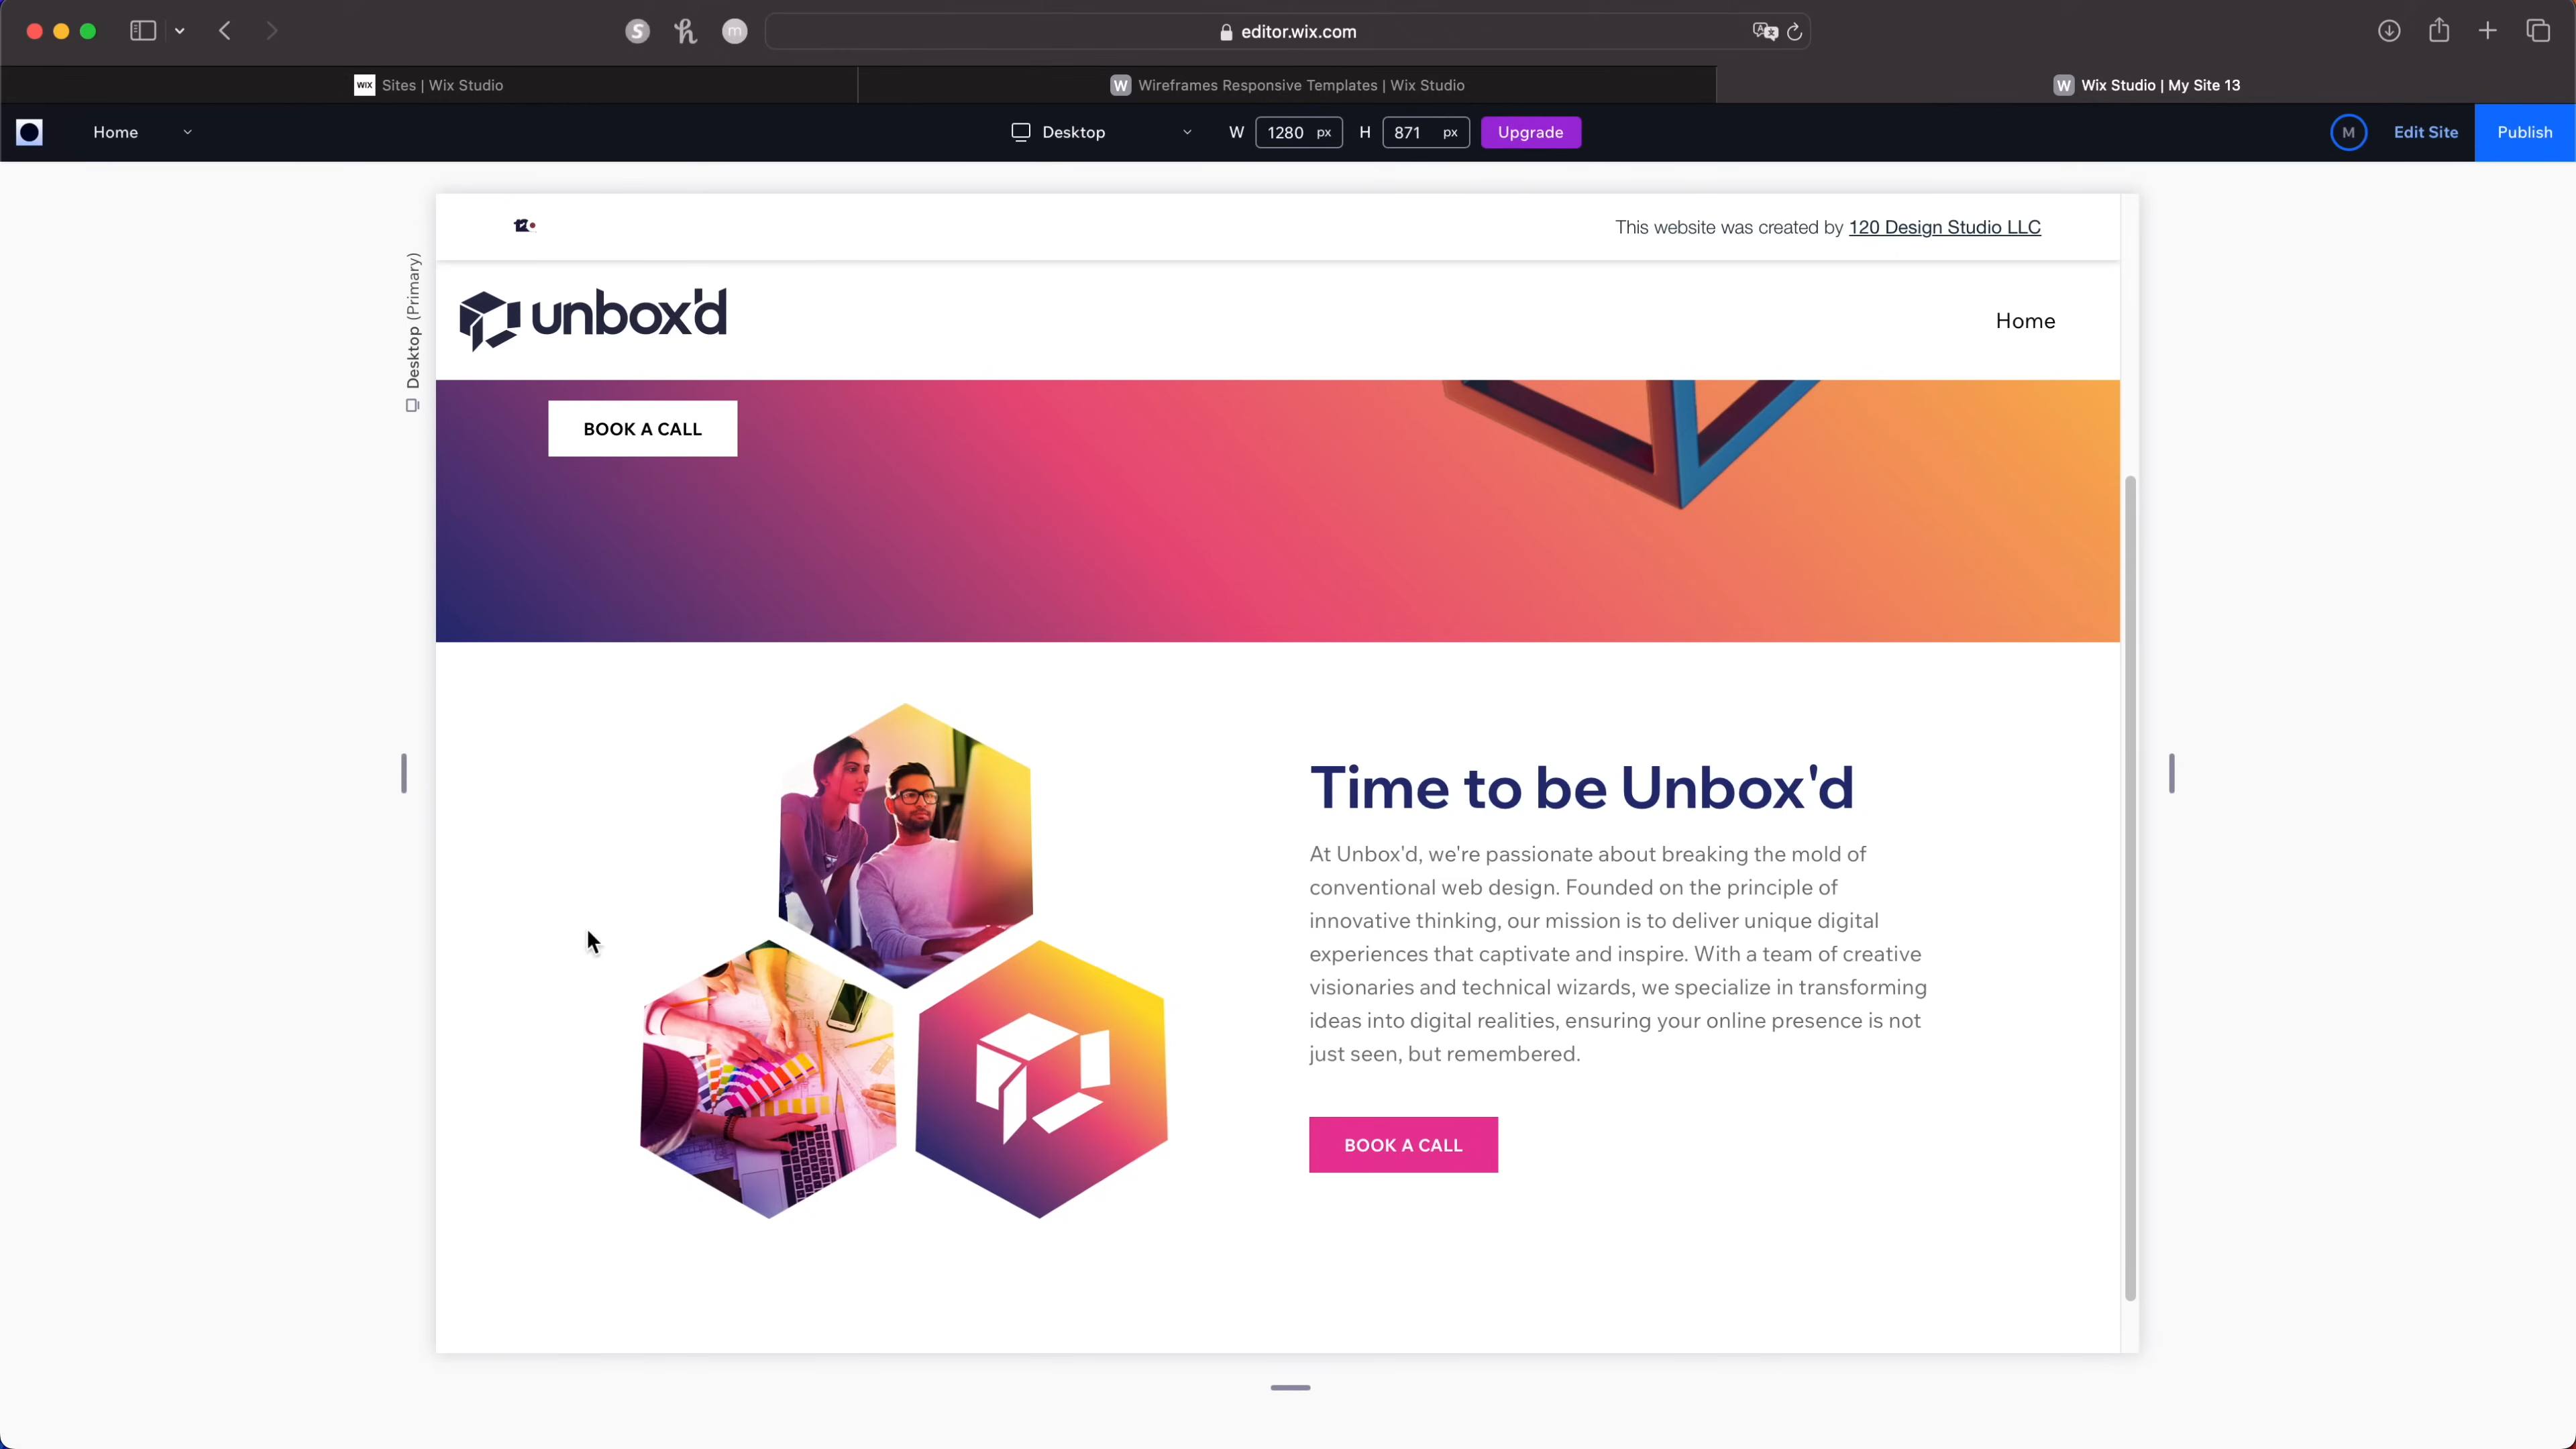 editor.wix.com
WIX Sites | Wix Studio
W Wireframes Responsive Templates | Wix Studio
W Wix Studio | My Site 13
Home
Desktop
W 1280 px H 871 px
Upgrade
M
Edit Site
Publish
Desktop (Primary)
This website was created by 120 Design Studio LLC
unbox'd
Home
BOOK A CALL
Time to be Unbox'd
At Unbox'd, we're passionate about breaking the mold of
conventional web design. Founded on the principle of
innovative thinking, our mission is to deliver unique digital
experiences that captivate and inspire. With a team of creative
visionaries and technical wizards, we specialize in transforming
ideas into digital realities, ensuring your online presence is not
just seen, but remembered.
BOOK A CALL